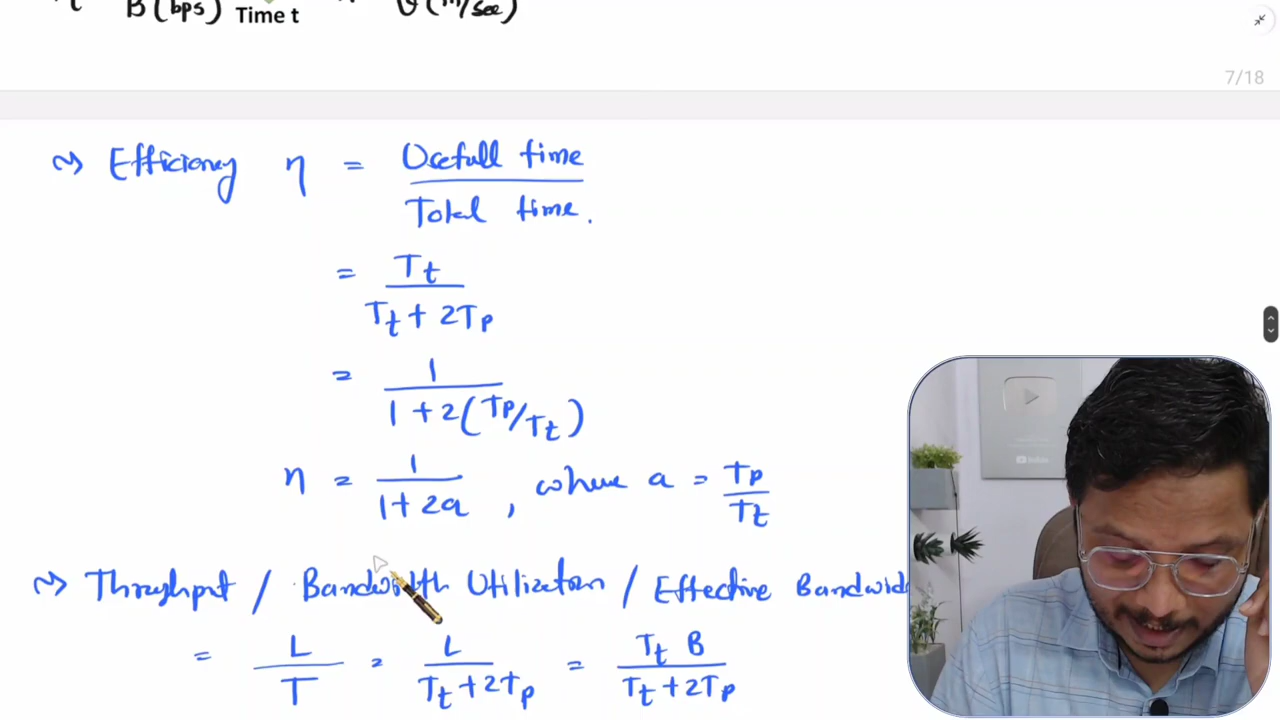 B (bps) Time t (m/sec)
7/18
~> Efficiency η = Usefull time / Total time.
= Tt / Tt + 2Tp
= 1 / 1 + 2(Tp/Tt)
η = 1 / 1 + 2a , where a = Tp / Tt
~> Throughput / Bandwidth Utilization / Effective Bandwid
= L / T = L / Tt + 2Tp = Tt B / Tt + 2Tp